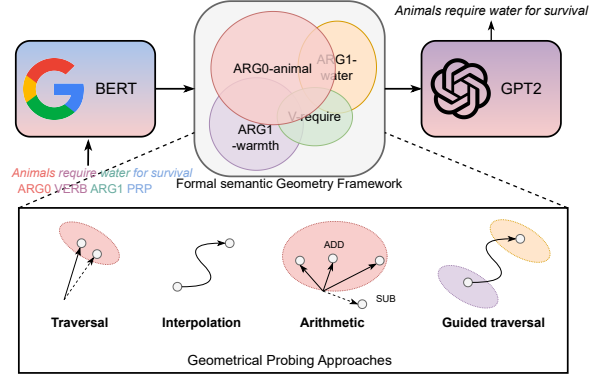 Animals require water for survival
BERT
ARG0-animal
ARG1-
water
V-require
ARG1
-warmth
GPT2
Animals require water for survival
ARG0 VERB ARG1 PRP
Formal semantic Geometry Framework
ADD
SUB
Traversal
Interpolation
Arithmetic
Guided traversal
Geometrical Probing Approaches